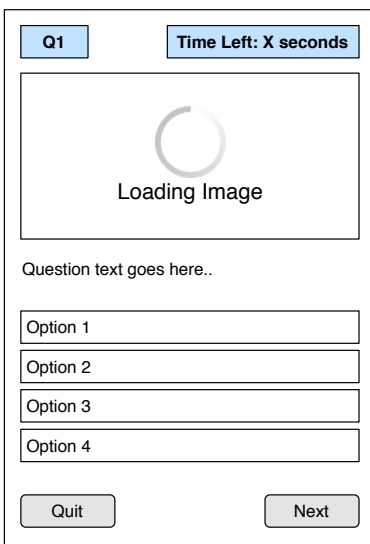 Q1
Time Left: X seconds
Loading Image
Question text goes here..
Option 1
Option 2
Option 3
Option 4
Quit
Next